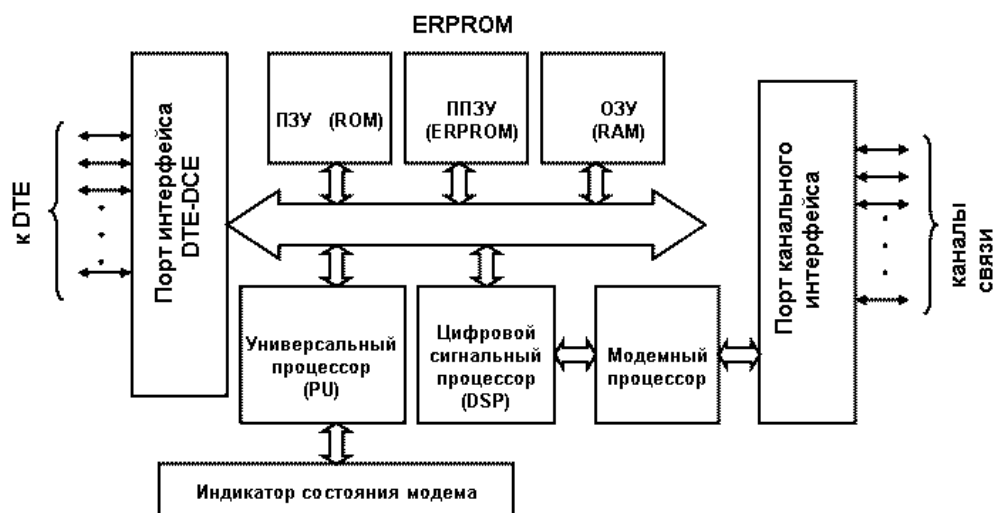 ERPROM
ПЗУ (ROM)
ППЗУ
(ERPROM)
ОЗУ
(RAM)
к DTE
Порт интерфейса
DTE-DCE
Порт канального
интерфейса
каналы
связи
Универсальный
процессор
(PU)
Цифровой
сигнальный
процессор
(DSP)
Модемный
процессор
Индикатор состояния модема